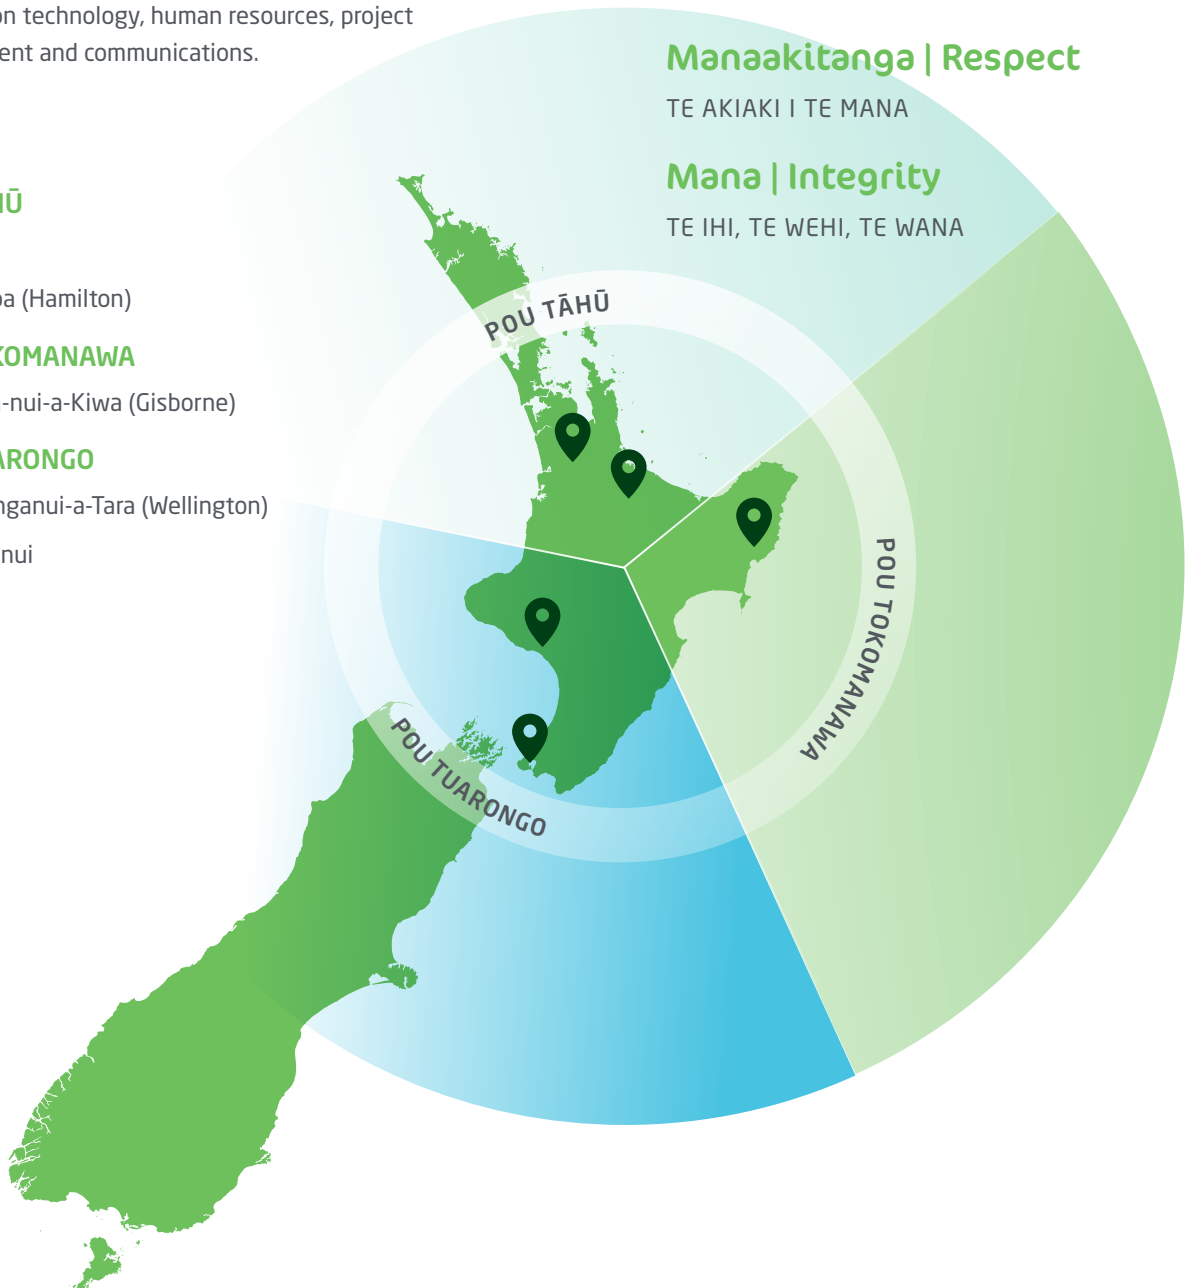 on technology, human resources, project
ent and communications.
HŪ
pa (Hamilton)
KOMANAWA
-nui-a-Kiwa (Gisborne)
ARONGO
nganui-a-Tara (Wellington)
nui
Manaakitanga | Respect
TE AKIAKI I TE MANA
Mana | Integrity
TE IHI, TE WEHI, TE WANA
POU TĀHŪ
POU TOKOMANAWA
POU TUARONGO